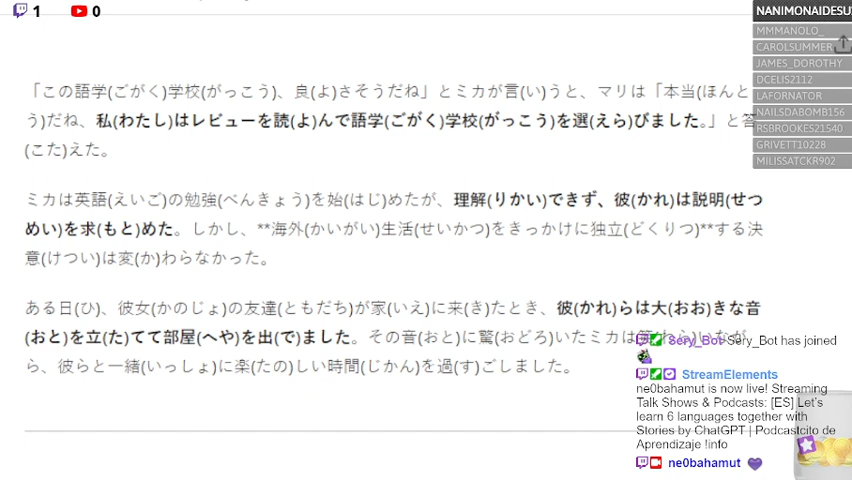 1 0
NANIMONAIDESU
MMMANOLO_
CAROLSUMMER
JAMES_DOROTHY
DCELIS2112
LAFORNATOR
NAILSDABOMB156
RSBROOKES21540
GRIVETT10228
MILISSATCKR902
「この語学(ごがく)学校(がっこう)、良(よ)さそうだね」とミカが言(い)うと、マリは「本当(ほんと
う)だね、私(わたし)はレビューを読(よ)んで語学(ごがく)学校(がっこう)を選(えら)びました。」と答
(こた)えた。
ミカは英語(えいご)の勉強(べんきょう)を始(はじ)めたが、理解(りかい)できず、彼(かれ)は説明(せつ
めい)を求(もと)めた。しかし、**海外(かいがい)生活(せいかつ)をきっかけに独立(どくりつ)**する決
意(けつい)は変(か)わらなかった。
ある日(ひ)、彼女(かのじょ)の友達(ともだち)が家(いえ)に来(き)たとき、彼(かれ)らは大(おお)きな音
(おと)を立(た)てて部屋(へや)を出(で)ました。その音(おと)に驚(おどろ)いたミカは
ら、彼らと一緒(いっしょ)に楽(たの)しい時間(じかん)を過(す)ごしました。
Sery_Bot Sery_Bot has joined
StreamElements
ne0bahamut is now live! Streaming
Talk Shows & Podcasts: [ES] Let's
learn 6 languages together with
Stories by ChatGPT | Podcastcito de
Aprendizaje !info
ne0bahamut